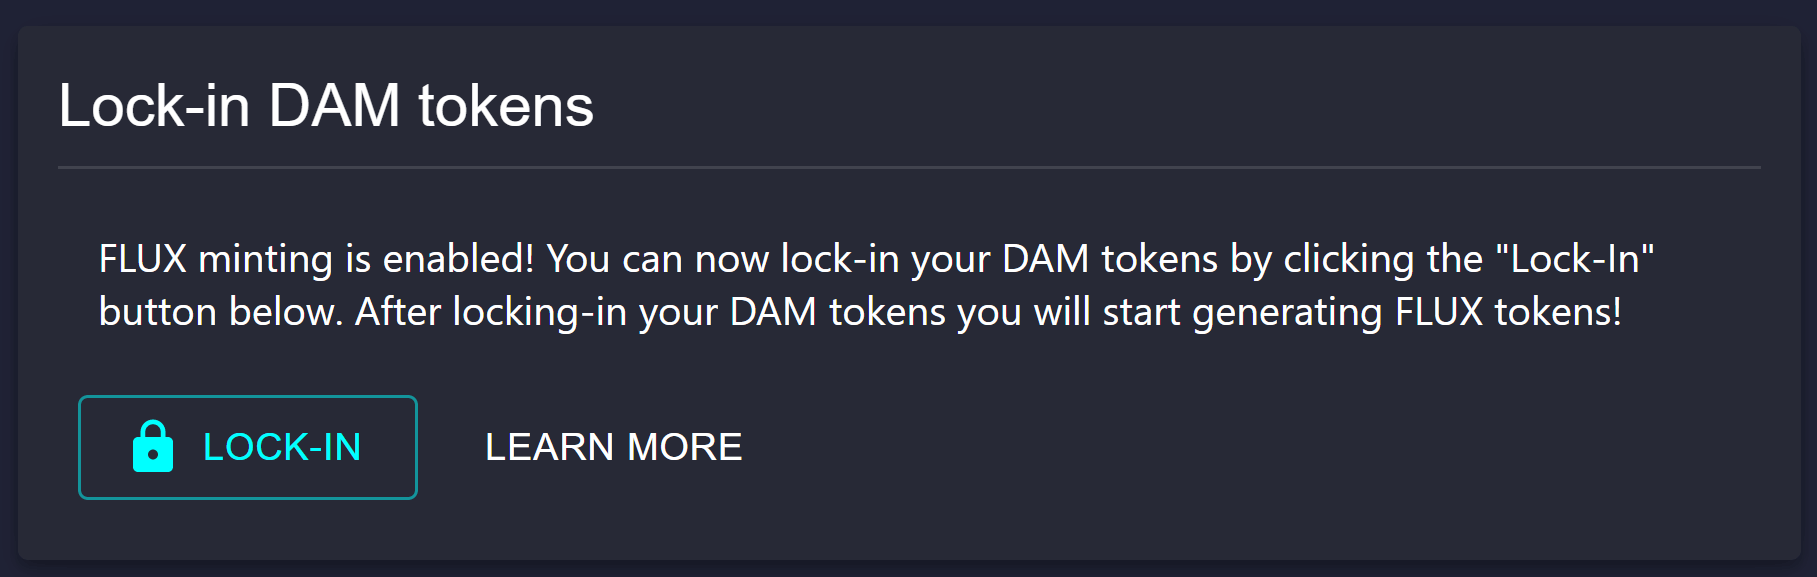 Lock-in DAM tokens
FLUX minting is enabled! You can now lock-in your DAM tokens by clicking the "Lock-In"
button below. After locking-in your DAM tokens you will start generating FLUX tokens!
LOCK-IN
LEARN MORE